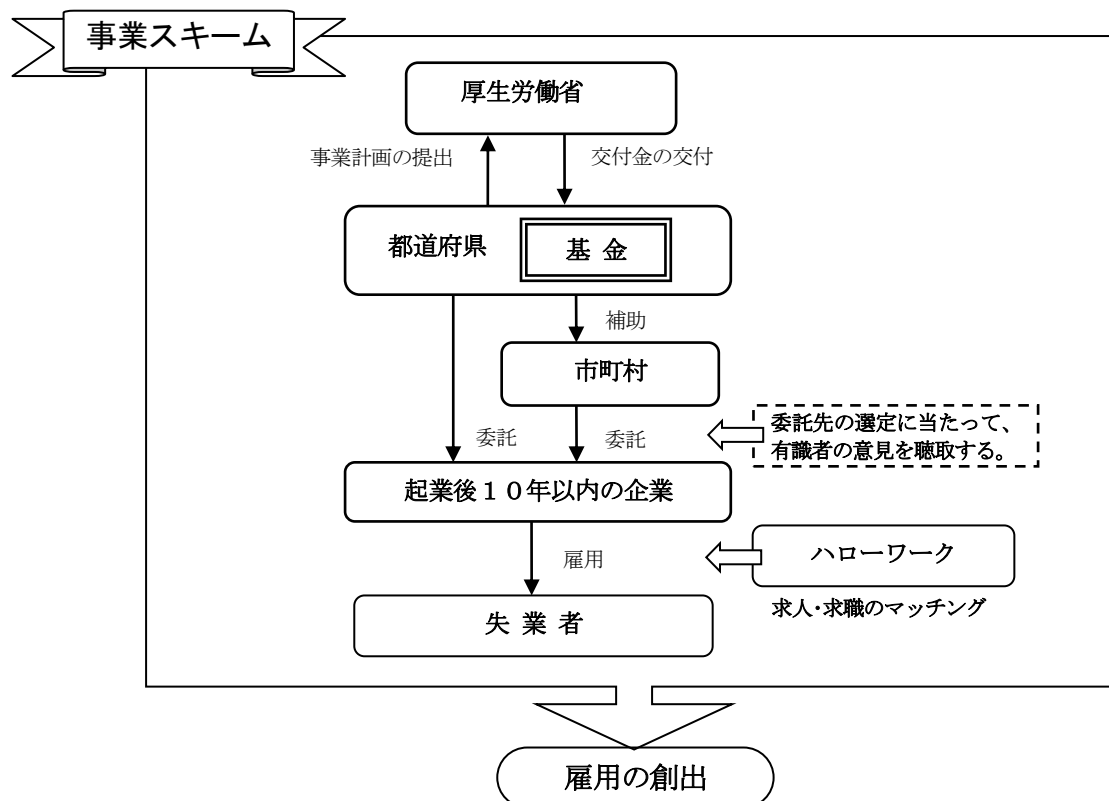 事業スキーム
厚生労働省
事業計画の提出
交付金の交付
都道府県
基 金
補助
市町村
委託先の選定に当たって、
有識者の意見を聴取する。
委託
委託
起業後１０年以内の企業
雇用
ハローワーク
求人・求職のマッチング
失 業 者
雇用の創出